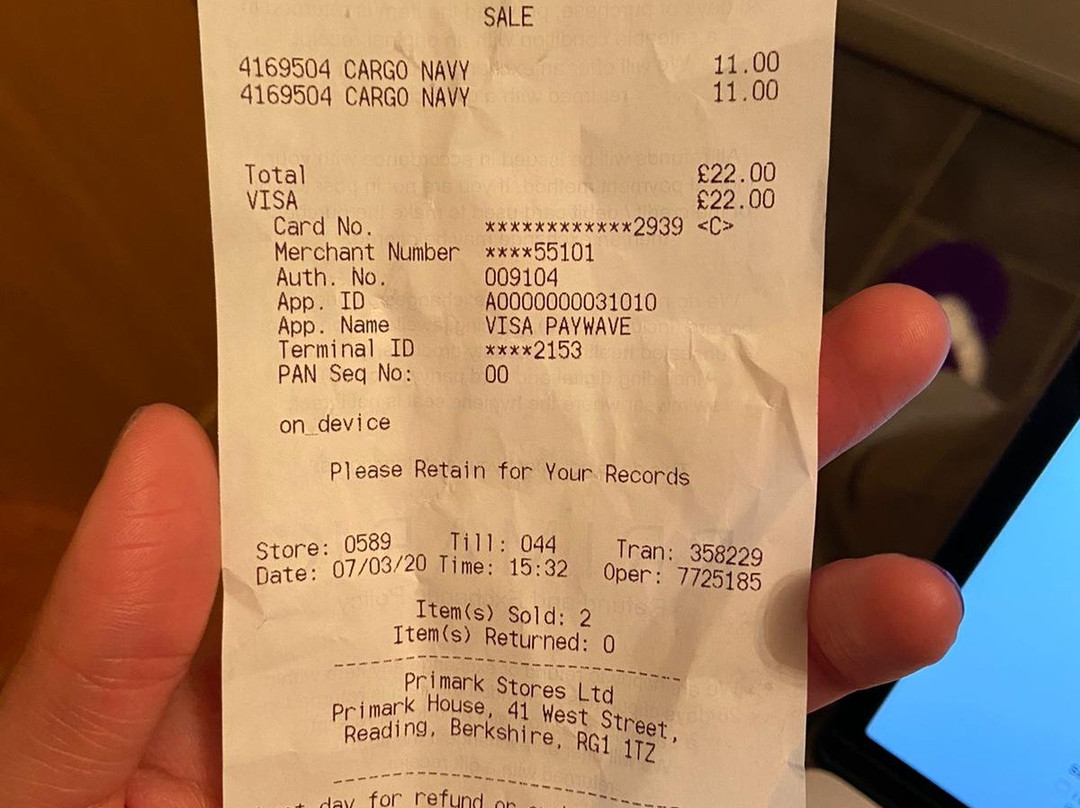 SALE
4169504 CARGO NAVY 11.00
4169504 CARGO NAVY 11.00
Total £22.00
VISA £22.00
Card No. ************2939 <C>
Merchant Number ****55101
Auth. No. 009104
App. ID A0000000031010
App. Name VISA PAYWAVE
Terminal ID ****2153
PAN Seq No: 00
on_device
Please Retain for Your Records
Store: 0589 Till: 044 Tran: 358229
Date: 07/03/20 Time: 15:32 Oper: 7725185
Item(s) Sold: 2
Item(s) Returned: 0
Primark Stores Ltd
Primark House, 41 West Street,
Reading, Berkshire, RG1 1TZ
day for refund or